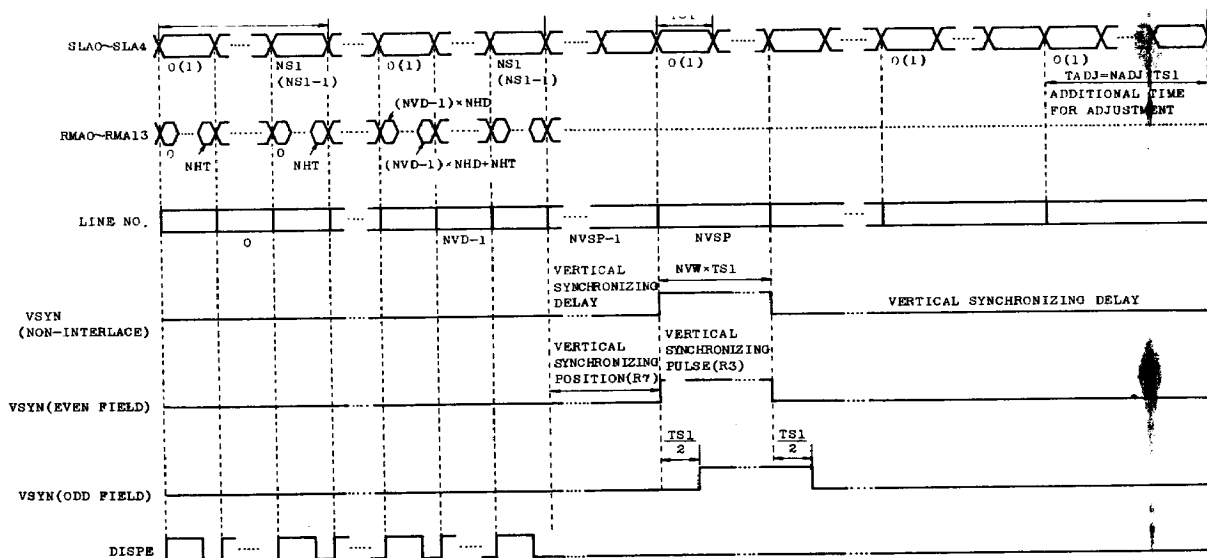 SLA0~SLA4
0(1)
NS1
(NS1-1)
0(1)
NS1
(NS1-1)
0(1)
0(1)
0(1)
TADJ=NADJ·TS1
ADDITIONAL TIME
FOR ADJUSTMENT
RMA0~RMA13
(NVD-1)×NHD
0
NHT
0
NHT
(NVD-1)×NHD+NHT
LINE NO.
0
NVD-1
NVSP-1
NVSP
VERTICAL
SYNCHRONIZING
DELAY
NVW×TS1
VSYN
(NON-INTERLACE)
VERTICAL SYNCHRONIZING DELAY
VERTICAL
SYNCHRONIZING
POSITION(R7)
VERTICAL
SYNCHRONIZING
PULSE(R3)
VSYN(EVEN FIELD)
TS1
2
TS1
2
VSYN(ODD FIELD)
DISPE